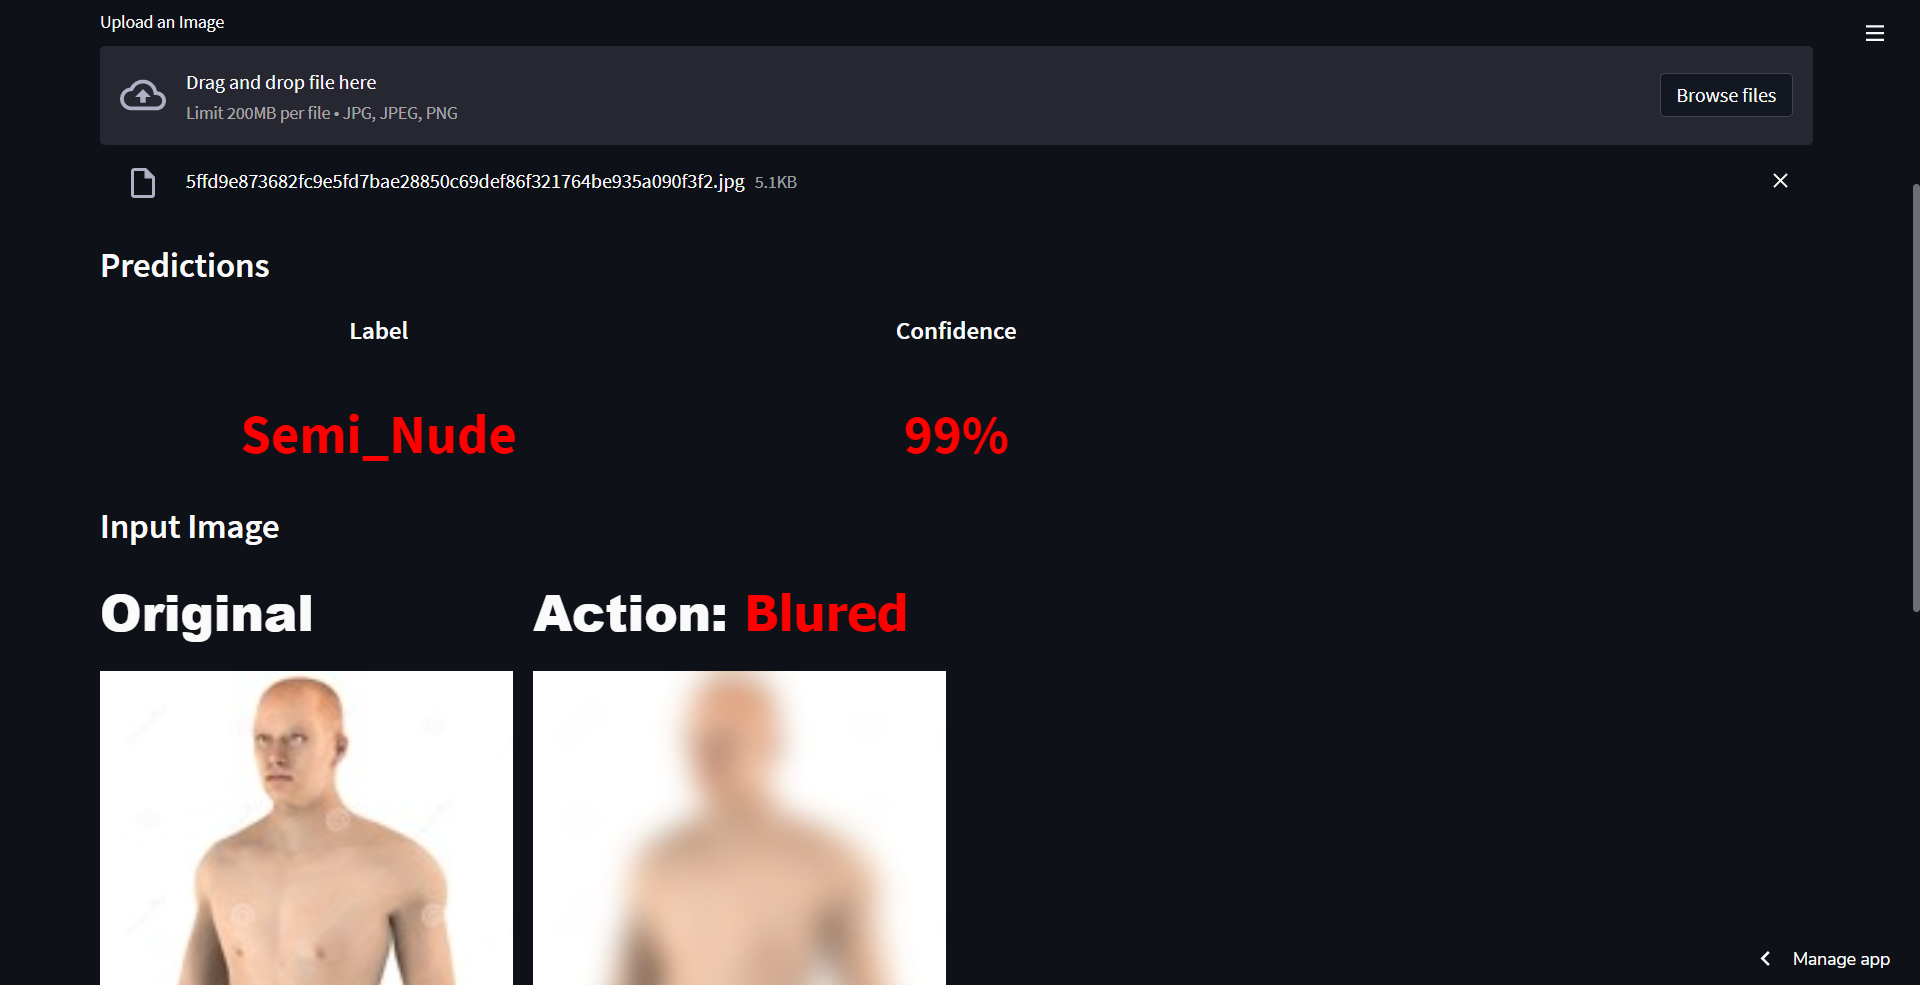 Upload an Image
Drag and drop file here
Limit 200MB per file • JPG, JPEG, PNG
Browse files
5ffd9e873682fc9e5fd7bae28850c69def86f321764be935a090f3f2.jpg 5.1KB
Predictions
Label Confidence
Semi_Nude 99%
Input Image
Original Action: Blured
Manage app